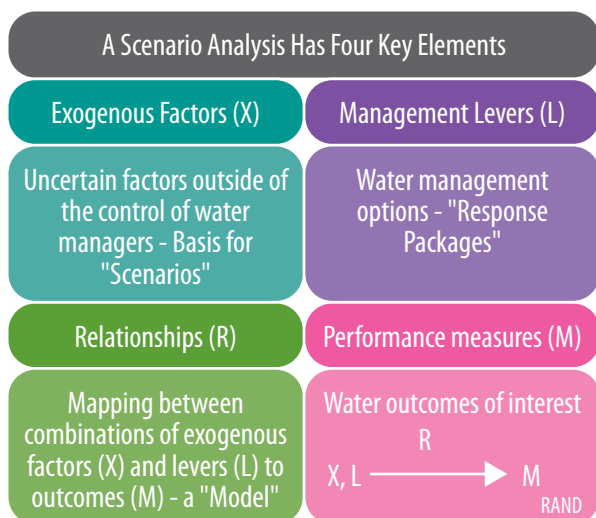 A Scenario Analysis Has Four Key Elements
Exogenous Factors (X)
Uncertain factors outside of
the control of water
managers - Basis for
"Scenarios"
Management Levers (L)
Water management
options - "Response
Packages"
Relationships (R)
Mapping between
combinations of exogenous
factors (X) and levers (L) to
outcomes (M) - a "Model"
Performance measures (M)
Water outcomes of interest
R
X, L M
RAND